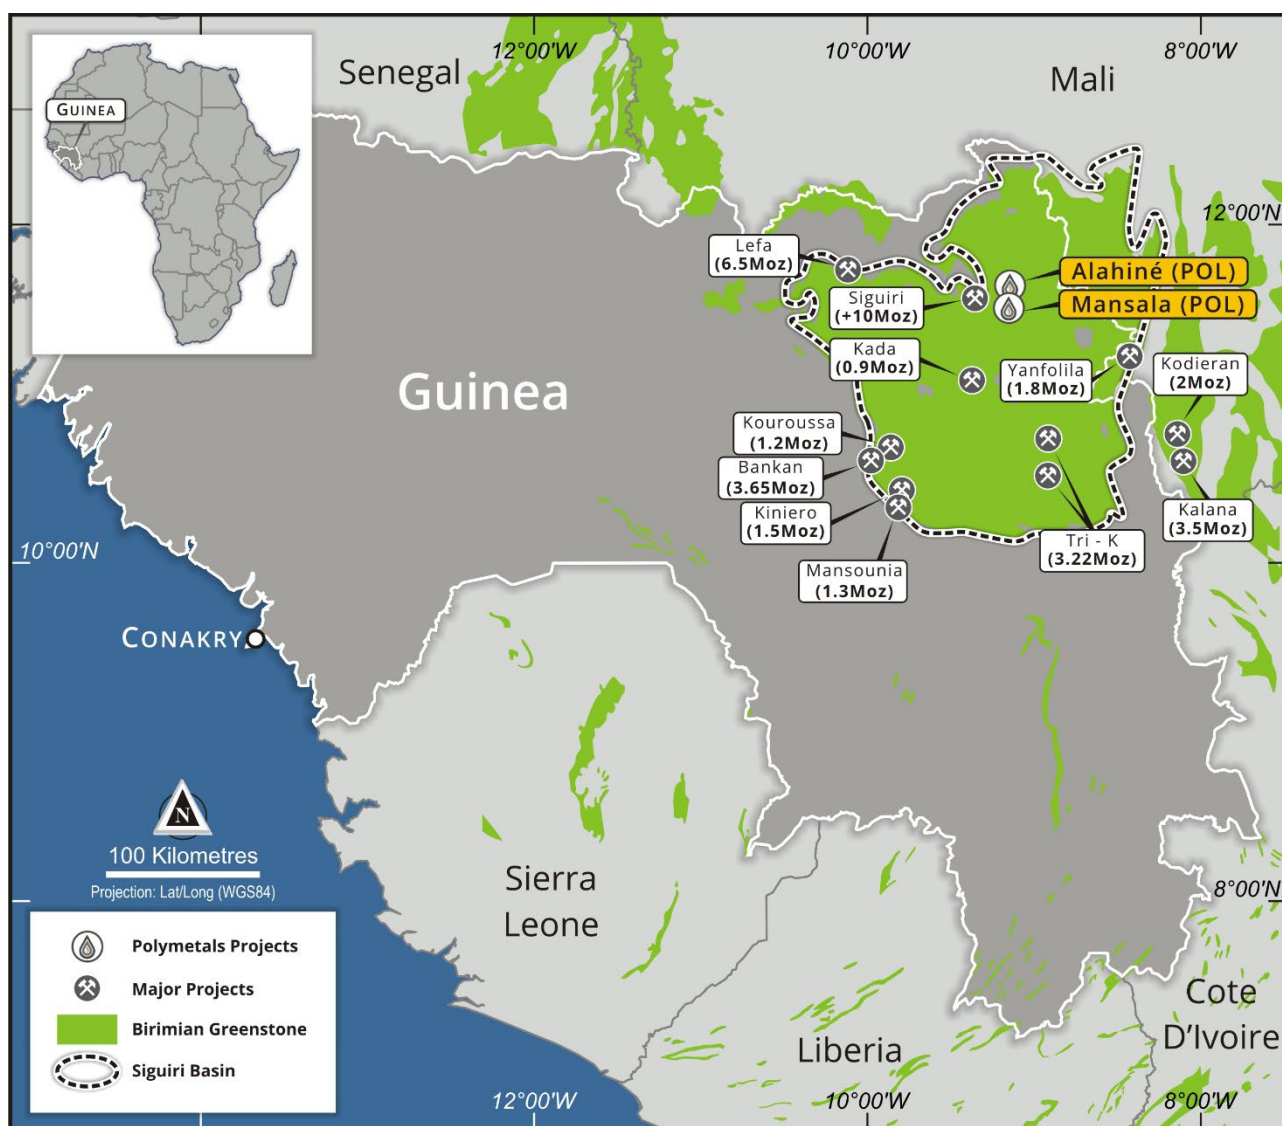 12°00'W
10°00'W
8°00'W
Senegal
Mali
GUINEA
12°00'N
Lefa
(6.5Moz)
Alahiné (POL)
Siguiri
(+10Moz)
Mansala (POL)
Kada
(0.9Moz)
Yanfolila
(1.8Moz)
Kodieran
(2Moz)
Guinea
Kouroussa
(1.2Moz)
Bankan
(3.65Moz)
Kiniero
(1.5Moz)
Kalana
(3.5Moz)
Tri - K
(3.22Moz)
10°00'N
Mansounia
(1.3Moz)
CONAKRY
N
100 Kilometres
Projection: Lat/Long (WGS84)
Sierra
Leone
8°00'N
Polymetals Projects
Major Projects
Birimian Greenstone
Siguiri Basin
Cote
D'Ivoire
Liberia
12°00'W
10°00'W
8°00'W